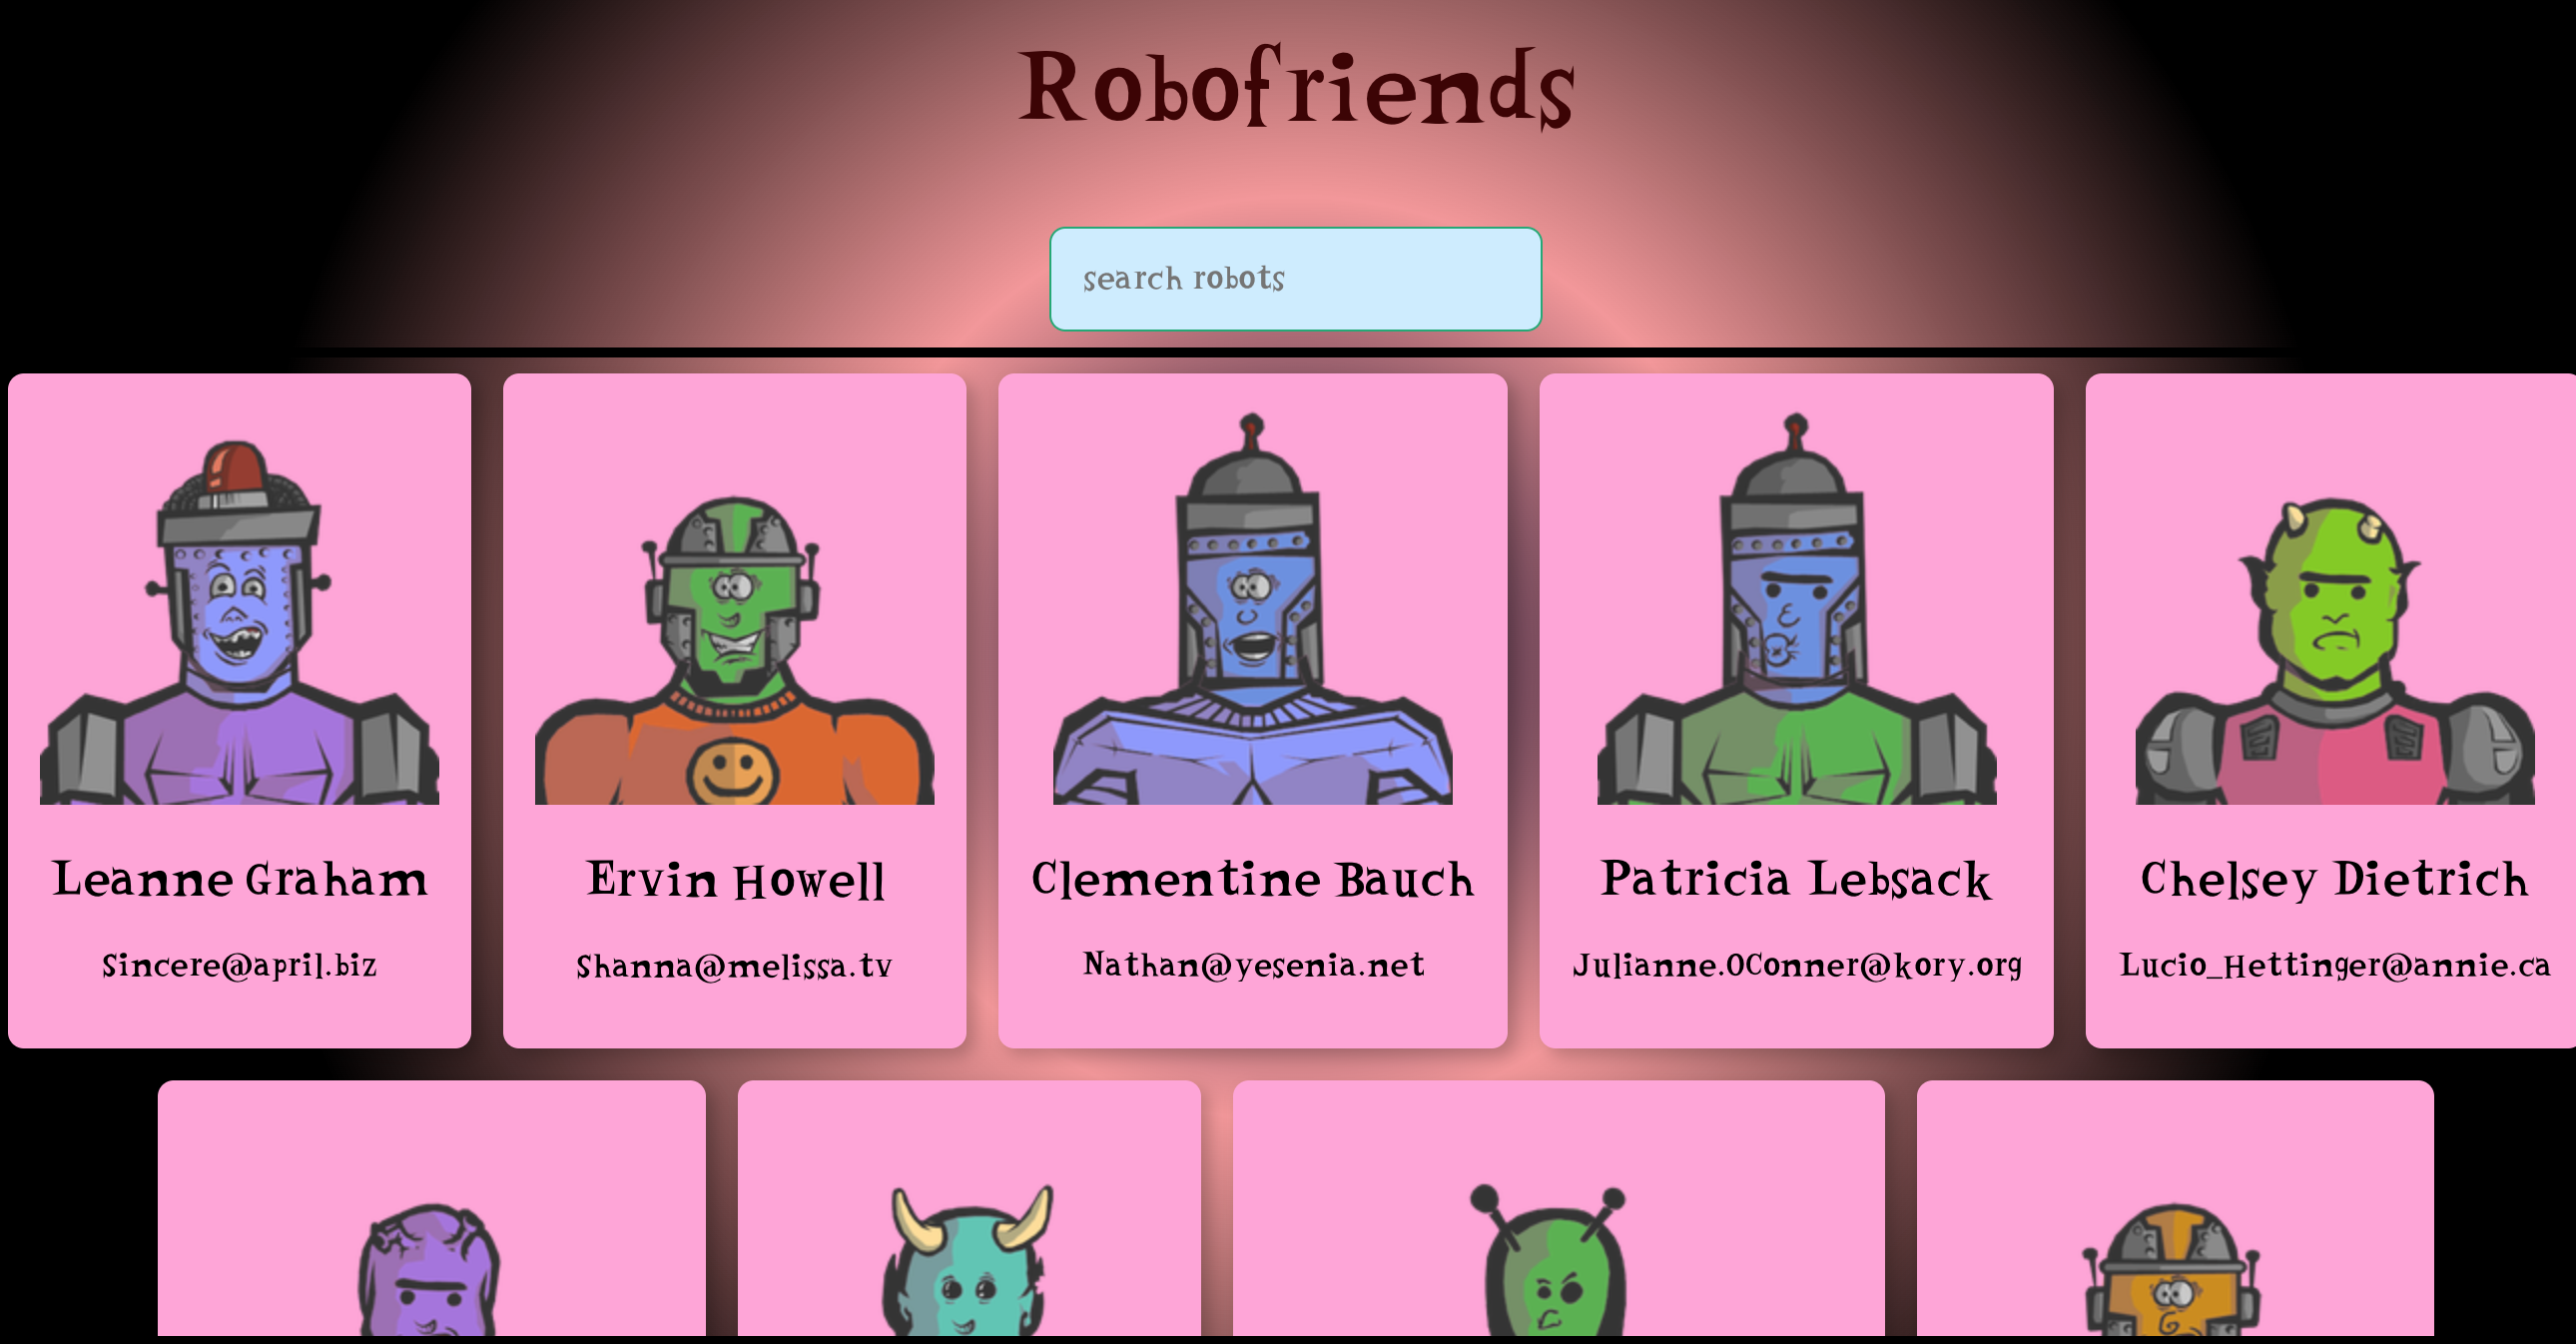 Robofriends
search robots
Leanne Graham
Sincere@april.biz
Ervin Howell
Shanna@melissa.tv
Clementine Bauch
Nathan@yesenia.net
Patricia Lebsack
Julianne.OConner@kory.org
Chelsey Dietrich
Lucio_Hettinger@annie.ca